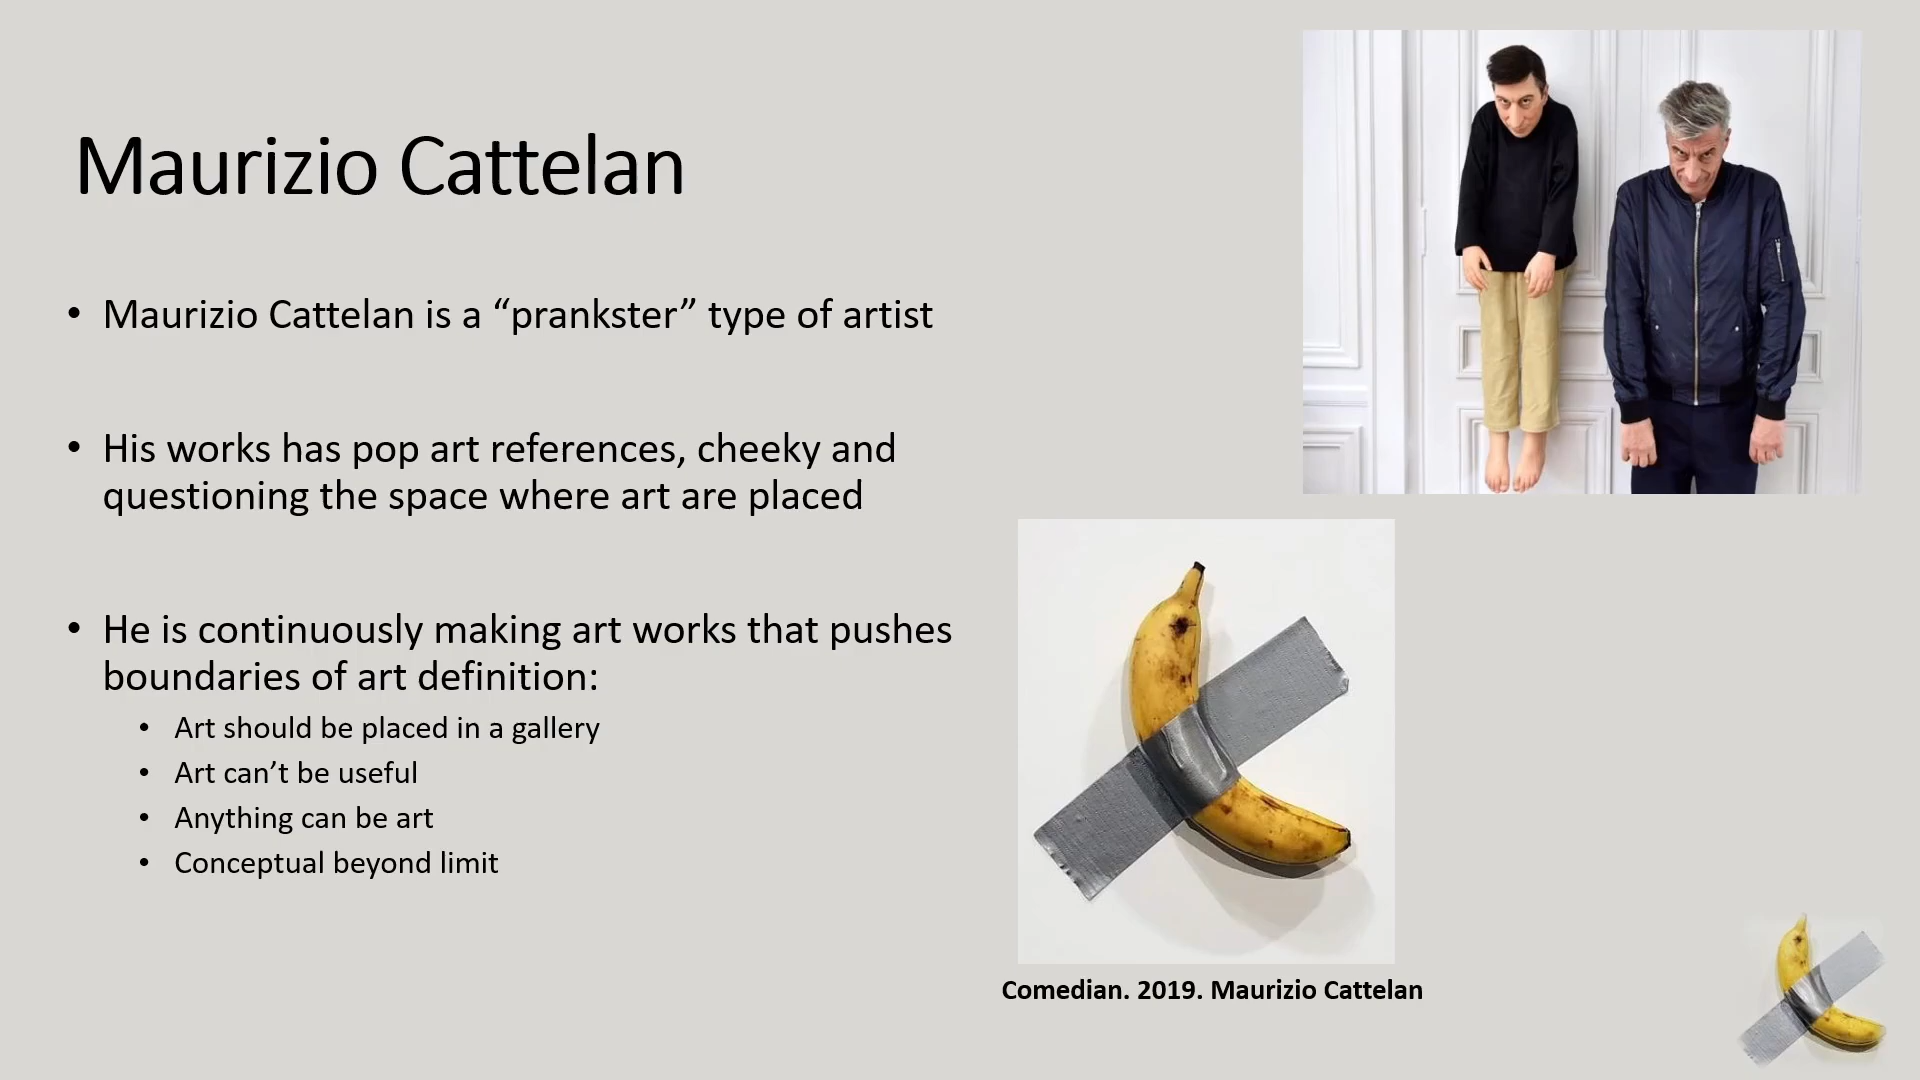 Maurizio Cattelan
• Maurizio Cattelan is a “prankster” type of artist
• His works has pop art references, cheeky and
questioning the space where art are placed
• He is continuously making art works that pushes
boundaries of art definition:
• Art should be placed in a gallery
• Art can’t be useful
• Anything can be art
• Conceptual beyond limit
Comedian. 2019. Maurizio Cattelan